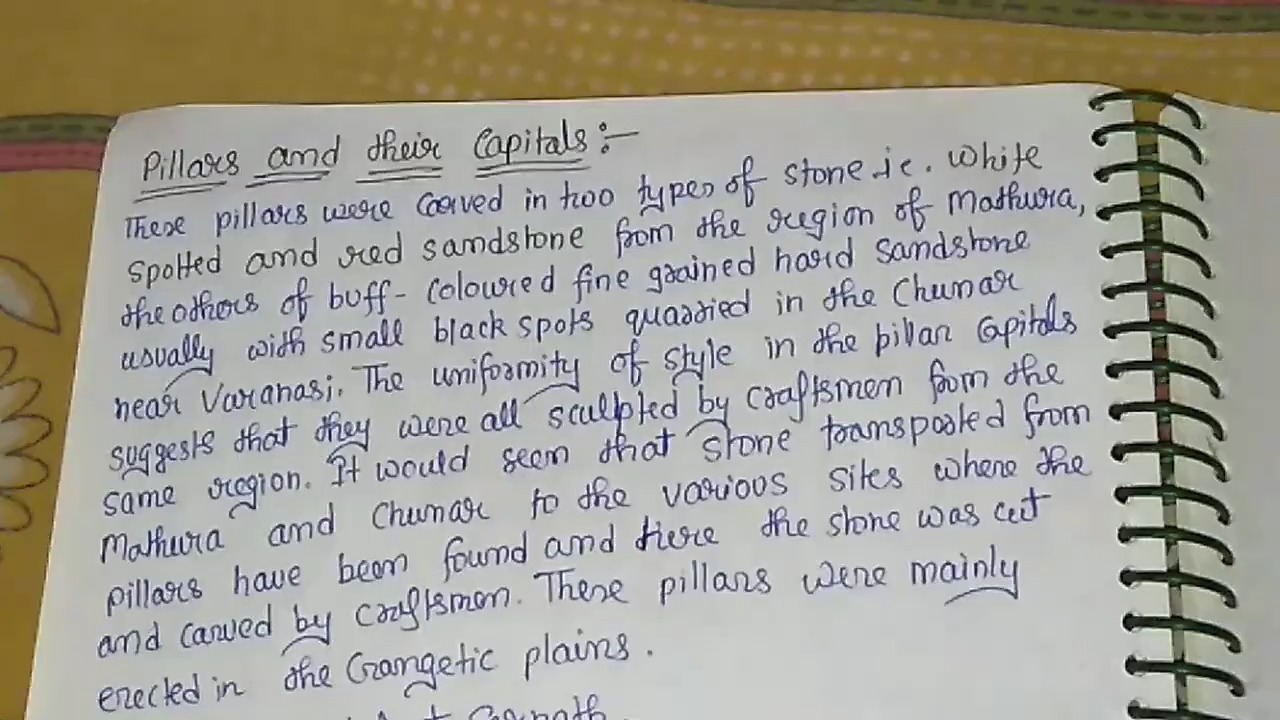 Pillars and their Capitals:-
These pillars were carved in two types of stone ie. White
spotted and red sandstone from the region of Mathura,
the others of buff-coloured fine grained hard sandstone
usually with small black spots quarried in the Chunar
near Varanasi. The uniformity of style in the pillar Capitals
suggests that they were all sculpted by craftsmen from the
same region. It would seem that stone transported from
Mathura and Chunar to the various sites where the
pillars have been found and here the stone was cut
and carved by craftsmen. These pillars were mainly
erected in the Gangetic plains.